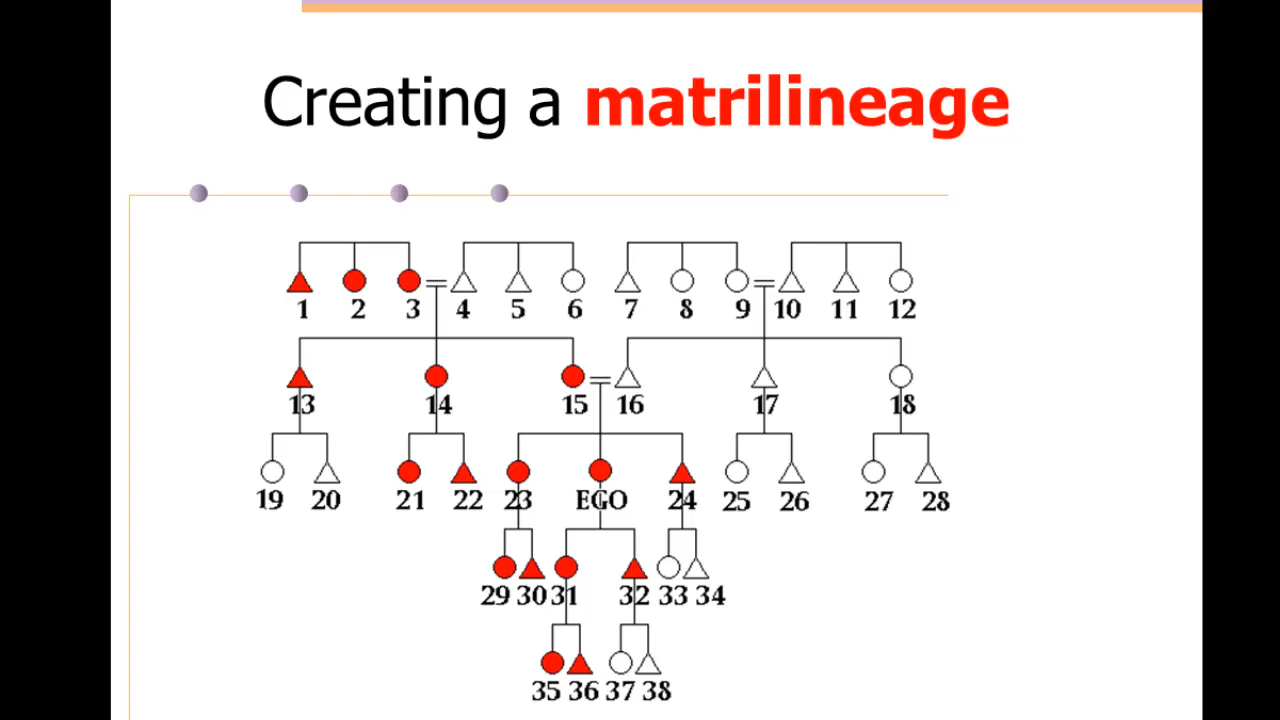 Creating a matrilineage
1 2 3 4 5 6 7 8 9 10 11 12
13 14 15 16 17 18
19 20 21 22 23 EGO 24 25 26 27 28
29 30 31 32 33 34
35 36 37 38